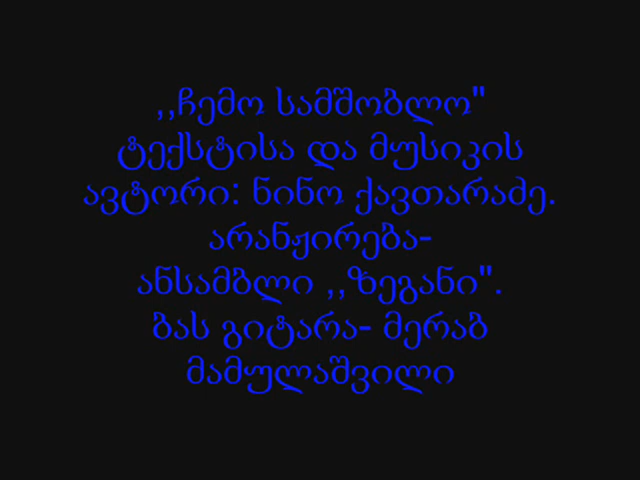 ,,ჩემო სამშობლო"
ტექსტისა და მუსიკის
ავტორი: ნინო ქავთარაძე.
არანჟირება-
ანსამბლი ,,ზეგანი".
ბას გიტარა- მერაბ
მამულაშვილი